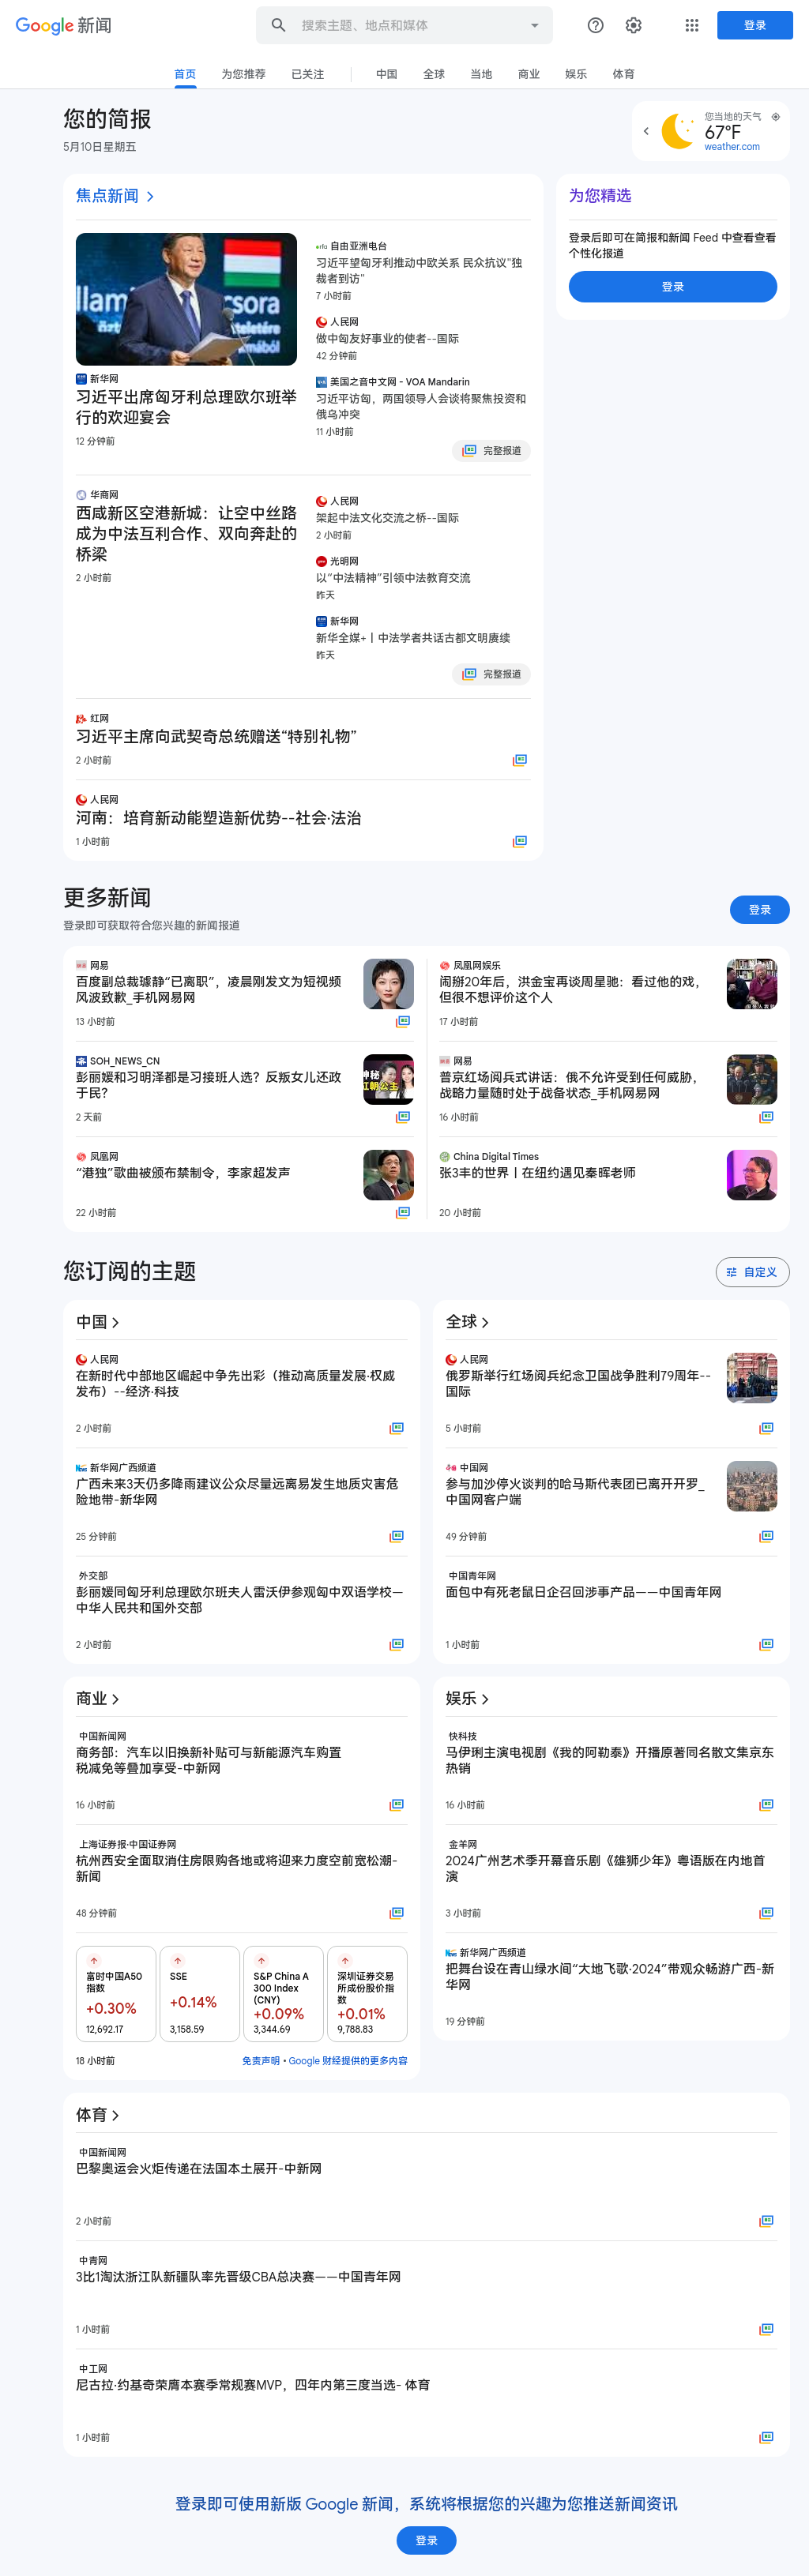 Google 新闻
搜索主题、地点和媒体
登录
首页
为您推荐
已关注
中国
全球
当地
商业
娱乐
体育
您的简报
5月10日星期五
您当地的天气
67°F
weather.com
焦点新闻
新华网
习近平出席匈牙利总理欧尔班举
行的欢迎宴会
12 分钟前
自由亚洲电台
习近平望匈牙利推动中欧关系 民众抗议"独
裁者到访"
7 小时前
人民网
做中匈友好事业的使者--国际
42 分钟前
美国之音中文网 - VOA Mandarin
习近平访匈，两国领导人会谈将聚焦投资和
俄乌冲突
11 小时前
完整报道
华商网
西咸新区空港新城：让空中丝路
成为中法互利合作、双向奔赴的
桥梁
2 小时前
人民网
架起中法文化交流之桥--国际
2 小时前
光明网
以“中法精神”引领中法教育交流
昨天
新华网
新华全媒+丨中法学者共话古都文明赓续
昨天
完整报道
红网
习近平主席向武契奇总统赠送“特别礼物”
2 小时前
人民网
河南：培育新动能塑造新优势--社会·法治
1 小时前
为您精选
登录后即可在简报和新闻 Feed 中查看查看
个性化报道
登录
更多新闻
登录即可获取符合您兴趣的新闻报道
登录
网易
百度副总裁璩静“已离职”，凌晨刚发文为短视频
风波致歉_手机网易网
13 小时前
SOH_NEWS_CN
彭丽媛和习明泽都是习接班人选？反叛女儿还政
于民？
2 天前
凤凰网
“港独”歌曲被颁布禁制令，李家超发声
22 小时前
凤凰网娱乐
闹掰20年后，洪金宝再谈周星驰：看过他的戏，
但很不想评价这个人
17 小时前
网易
普京红场阅兵式讲话：俄不允许受到任何威胁，
战略力量随时处于战备状态_手机网易网
16 小时前
China Digital Times
张3丰的世界丨在纽约遇见秦晖老师
20 小时前
您订阅的主题
自定义
中国
人民网
在新时代中部地区崛起中争先出彩（推动高质量发展·权威
发布）--经济·科技
2 小时前
新华网广西频道
广西未来3天仍多降雨建议公众尽量远离易发生地质灾害危
险地带-新华网
25 分钟前
外交部
彭丽媛同匈牙利总理欧尔班夫人雷沃伊参观匈中双语学校—
中华人民共和国外交部
2 小时前
全球
人民网
俄罗斯举行红场阅兵纪念卫国战争胜利79周年--
国际
5 小时前
中国网
参与加沙停火谈判的哈马斯代表团已离开开罗_
中国网客户端
49 分钟前
中国青年网
面包中有死老鼠日企召回涉事产品——中国青年网
1 小时前
商业
中国新闻网
商务部：汽车以旧换新补贴可与新能源汽车购置
税减免等叠加享受-中新网
16 小时前
上海证券报·中国证券网
杭州西安全面取消住房限购各地或将迎来力度空前宽松潮-
新闻
48 分钟前
富时中国A50
指数
+0.30%
12,692.17
SSE
+0.14%
3,158.59
S&P China A
300 Index
(CNY)
+0.09%
3,344.69
深圳证券交易
所成份股价指
数
+0.01%
9,788.83
18 小时前
免责声明 • Google 财经提供的更多内容
娱乐
快科技
马伊琍主演电视剧《我的阿勒泰》开播原著同名散文集京东
热销
16 小时前
金羊网
2024广州艺术季开幕音乐剧《雄狮少年》粤语版在内地首
演
3 小时前
新华网广西频道
把舞台设在青山绿水间“大地飞歌·2024”带观众畅游广西-新
华网
19 分钟前
体育
中国新闻网
巴黎奥运会火炬传递在法国本土展开-中新网
2 小时前
中青网
3比1淘汰浙江队新疆队率先晋级CBA总决赛——中国青年网
1 小时前
中工网
尼古拉·约基奇荣膺本赛季常规赛MVP，四年内第三度当选- 体育
1 小时前
登录即可使用新版 Google 新闻，系统将根据您的兴趣为您推送新闻资讯
登录